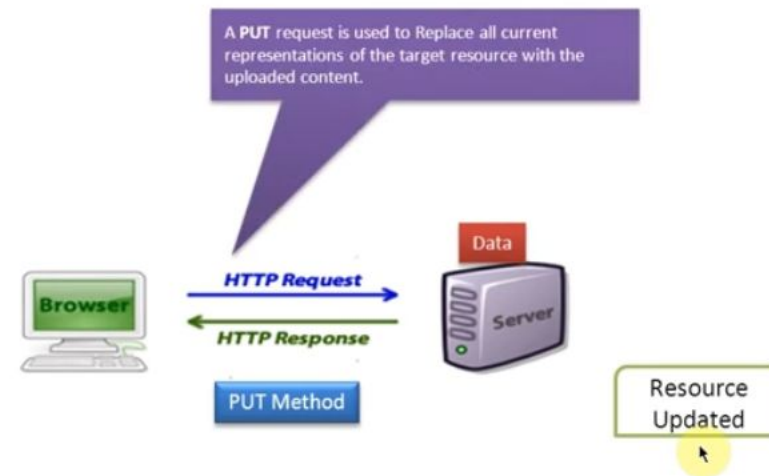 A PUT request is used to Replace all current
representations of the target resource with the
uploaded content.
Data
HTTP Request
Browser
Server
HTTP Response
PUT Method
Resource
Updated